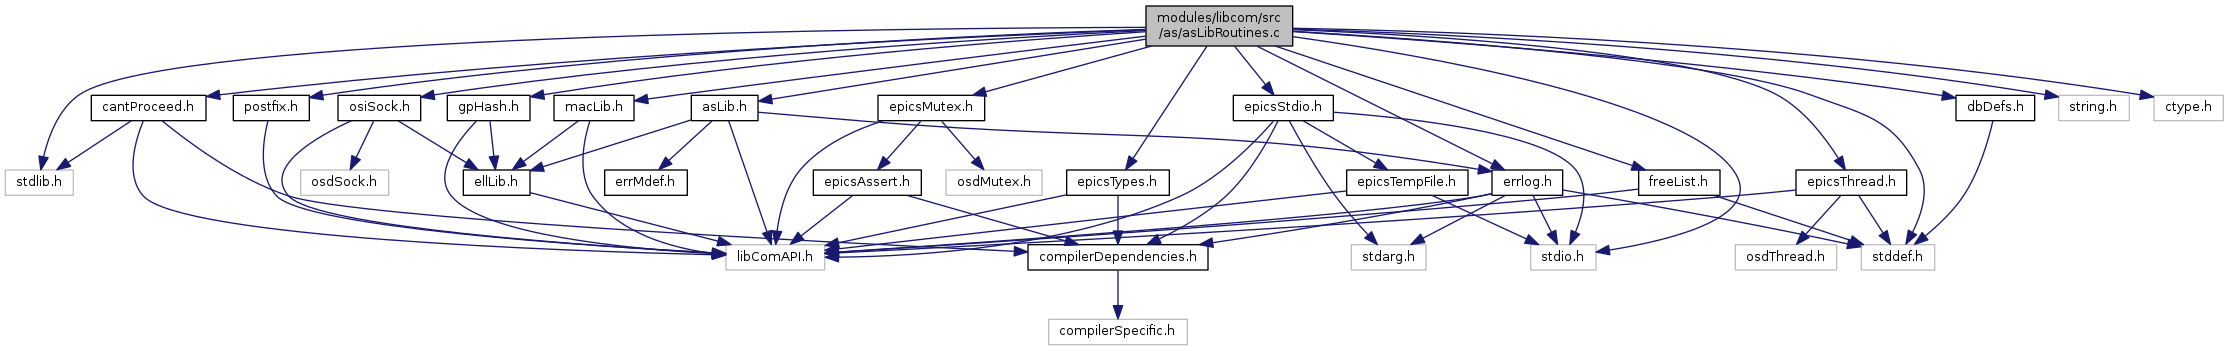 modules/libcom/src
/as/asLibRoutines.c
cantProceed.h
postfix.h
osiSock.h
gpHash.h
macLib.h
asLib.h
epicsMutex.h
epicsStdio.h
dbDefs.h
string.h
ctype.h
stdlib.h
osdSock.h
ellLib.h
errMdef.h
epicsAssert.h
osdMutex.h
epicsTypes.h
epicsTempFile.h
errlog.h
freeList.h
epicsThread.h
libComAPI.h
compilerDependencies.h
stdarg.h
stdio.h
osdThread.h
stddef.h
compilerSpecific.h